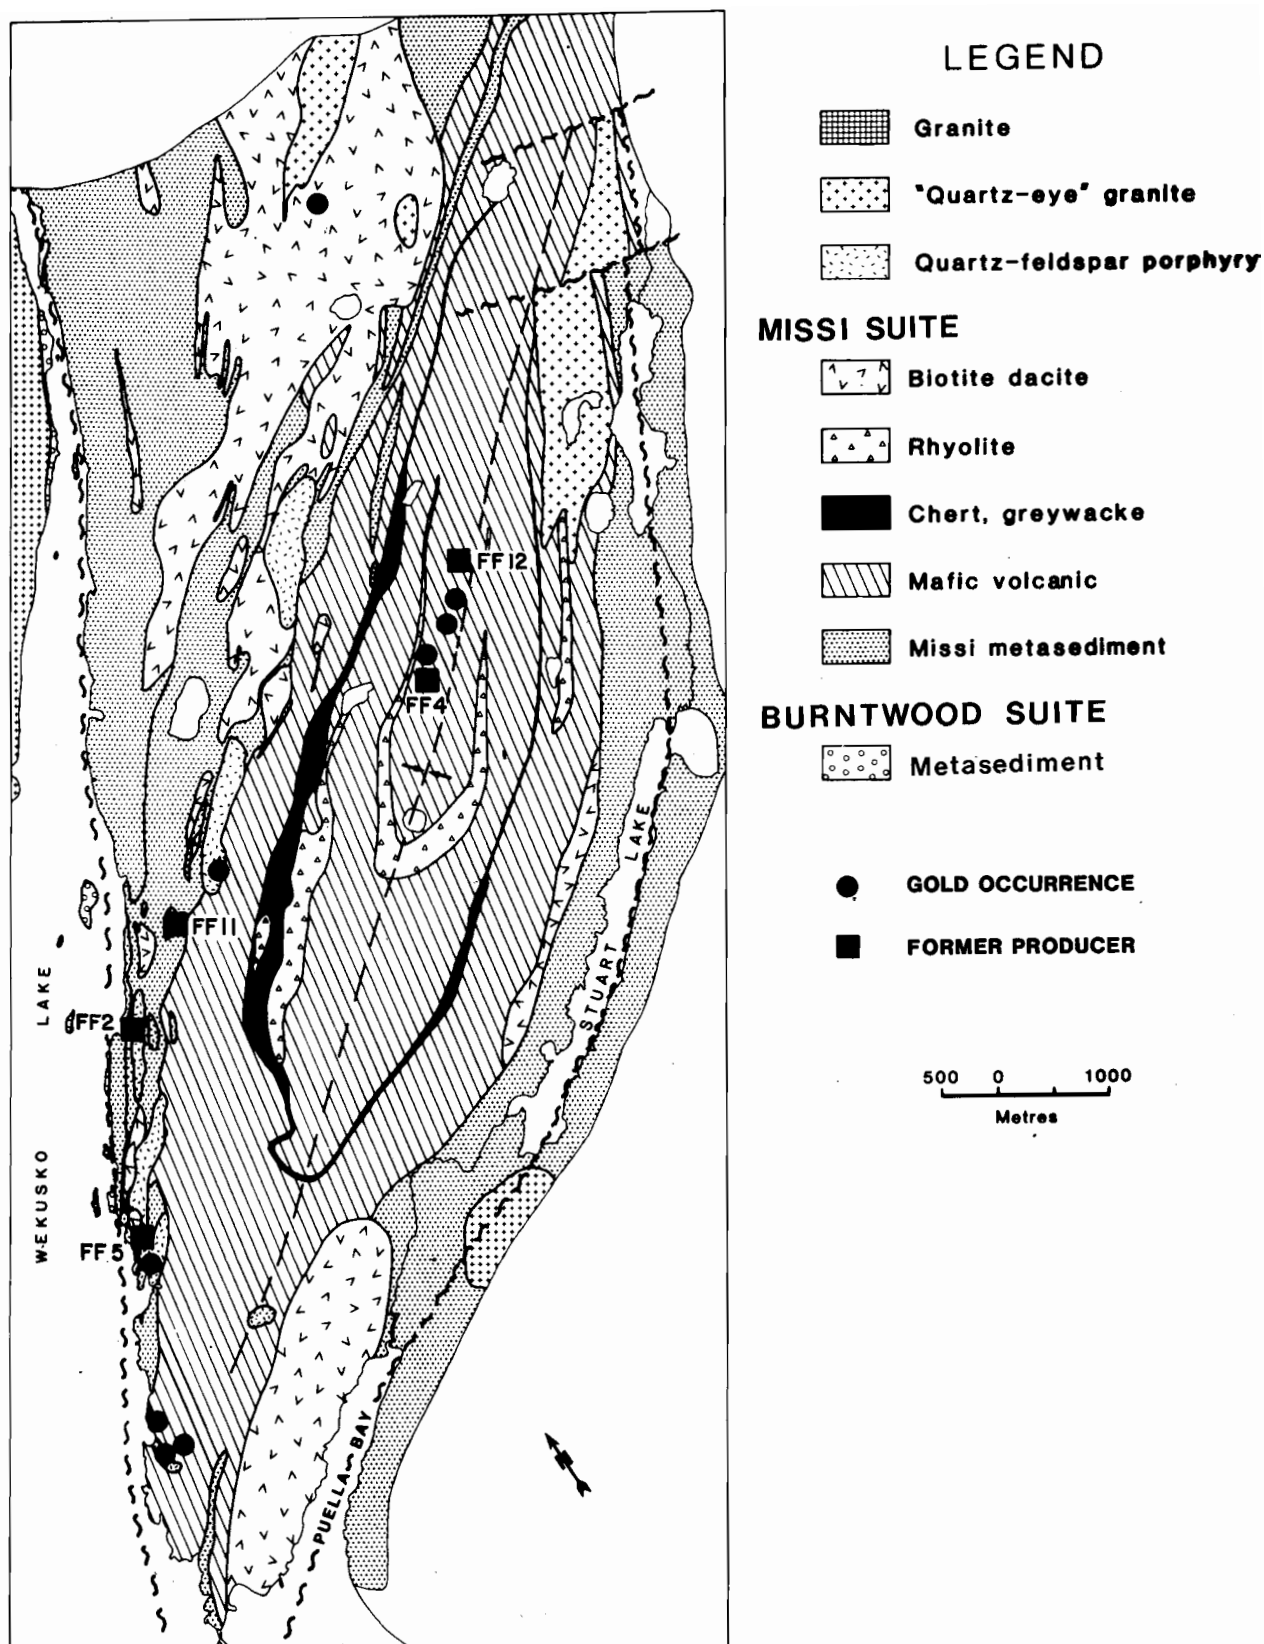 LEGEND
Granite
"Quartz-eye" granite
Quartz-feldspar porphyry
MISSI SUITE
Biotite dacite
Rhyolite
Chert, greywacke
Mafic volcanic
Missi metasediment
BURNTWOOD SUITE
Metasediment
GOLD OCCURRENCE
FORMER PRODUCER
500 0 1000
Metres
FF12
FF4
FF11
FF2
FF5
WEKUSKO LAKE
STUART LAKE
PUELLA BAY